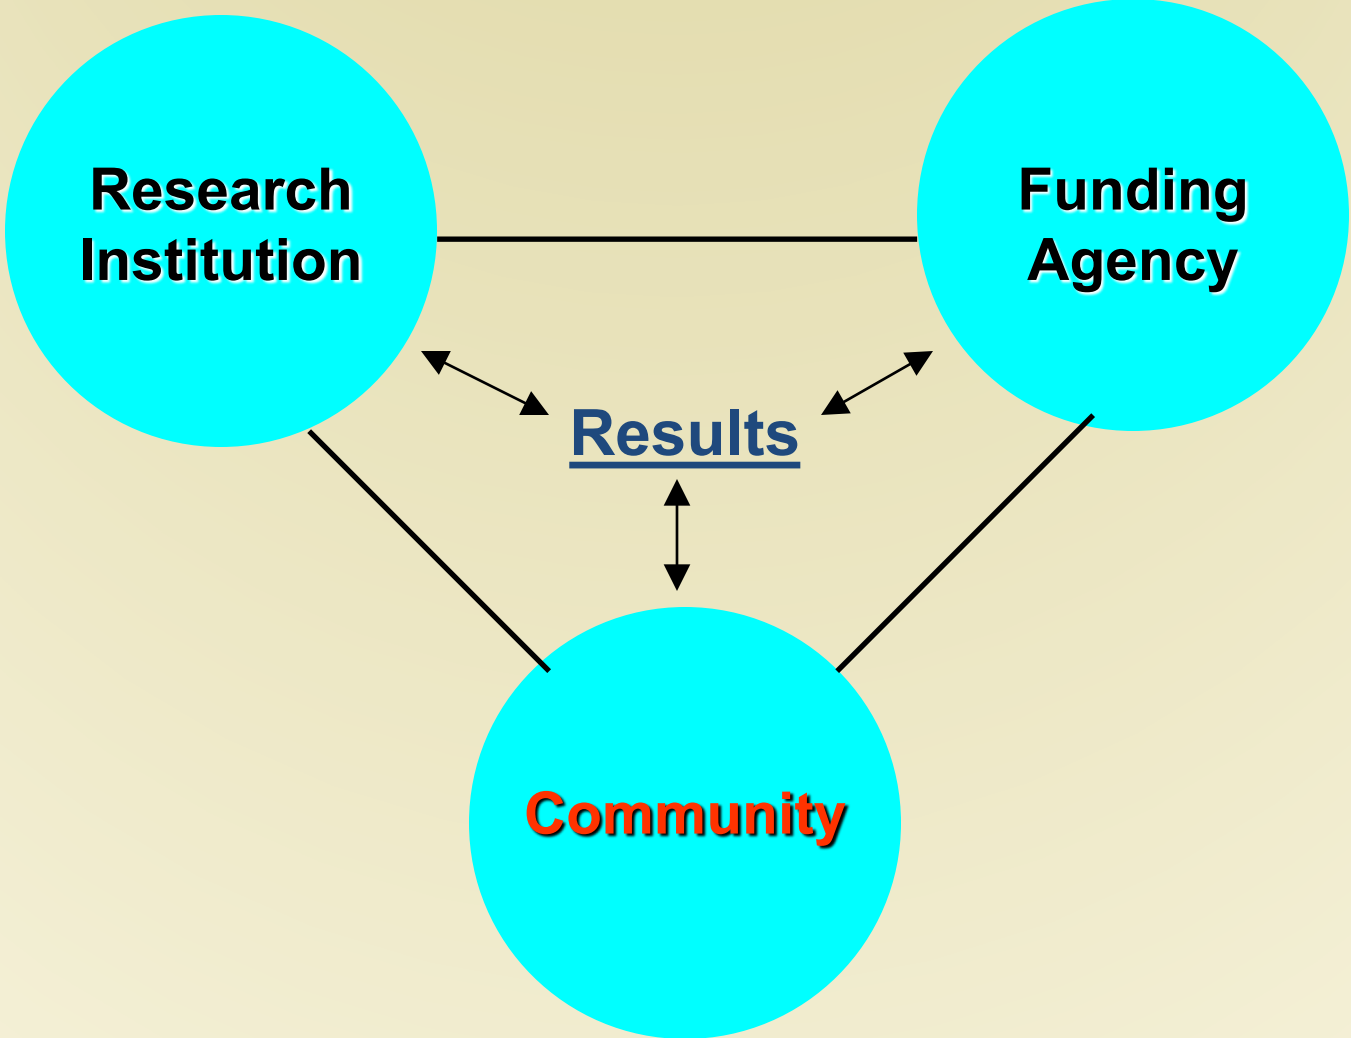 Research
Institution
Funding
Agency
Results
Community